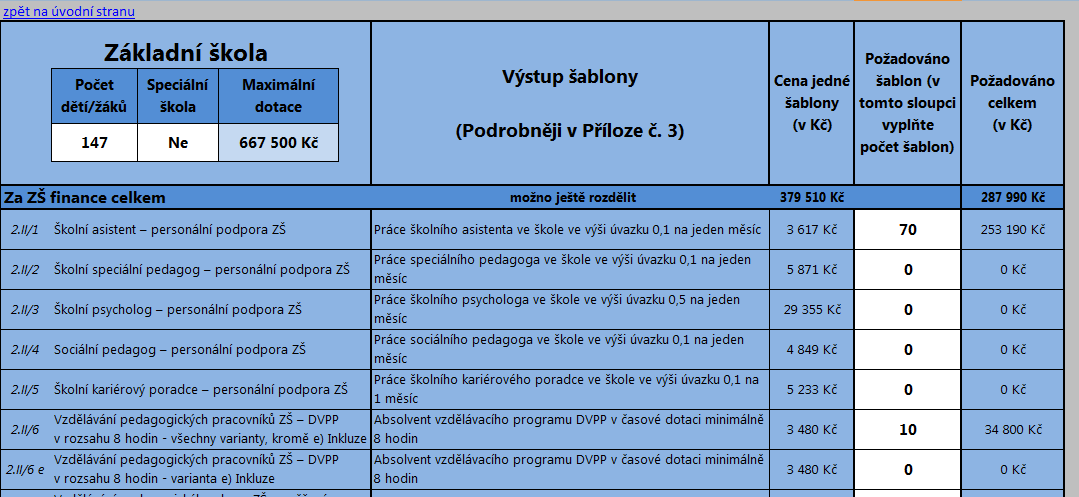 zpět na úvodní stranu
Základní škola
Počet
dětí/žáků
Speciální
škola
Maximální
dotace
147
Ne
667 500 Kč
Výstup šablony
(Podrobněji v Příloze č. 3)
Cena jedné
šablony
(v Kč)
Požadováno
šablon (v
tomto sloupci
vyplňte
počet šablon)
Požadováno
celkem
(v Kč)
Za ZŠ finance celkem
možno ještě rozdělit
379 510 Kč
287 990 Kč
2.II/1
Školní asistent – personální podpora ZŠ
Práce školního asistenta ve škole ve výši úvazku 0,1 na jeden měsíc
3 617 Kč
70
253 190 Kč
2.II/2
Školní speciální pedagog – personální podpora ZŠ
Práce speciálního pedagoga ve škole ve výši úvazku 0,1 na jeden
měsíc
5 871 Kč
0
0 Kč
2.II/3
Školní psycholog – personální podpora ZŠ
Práce školního psychologa ve škole ve výši úvazku 0,5 na jeden
měsíc
29 355 Kč
0
0 Kč
2.II/4
Sociální pedagog – personální podpora ZŠ
Práce sociálního pedagoga ve škole ve výši úvazku 0,1 na jeden
měsíc
4 849 Kč
0
0 Kč
2.II/5
Školní kariérový poradce – personální podpora ZŠ
Práce školního kariérového poradce ve škole ve výši úvazku 0,1 na
1 měsíc
5 233 Kč
0
0 Kč
2.II/6
Vzdělávání pedagogických pracovníků ZŠ – DVPP
v rozsahu 8 hodin - všechny varianty, kromě e) Inkluze
Absolvent vzdělávacího programu DVPP v časové dotaci minimálně
8 hodin
3 480 Kč
10
34 800 Kč
2.II/6 e
Vzdělávání pedagogických pracovníků ZŠ – DVPP
v rozsahu 8 hodin - varianta e) Inkluze
Absolvent vzdělávacího programu DVPP v časové dotaci minimálně
8 hodin
3 480 Kč
0
0 Kč